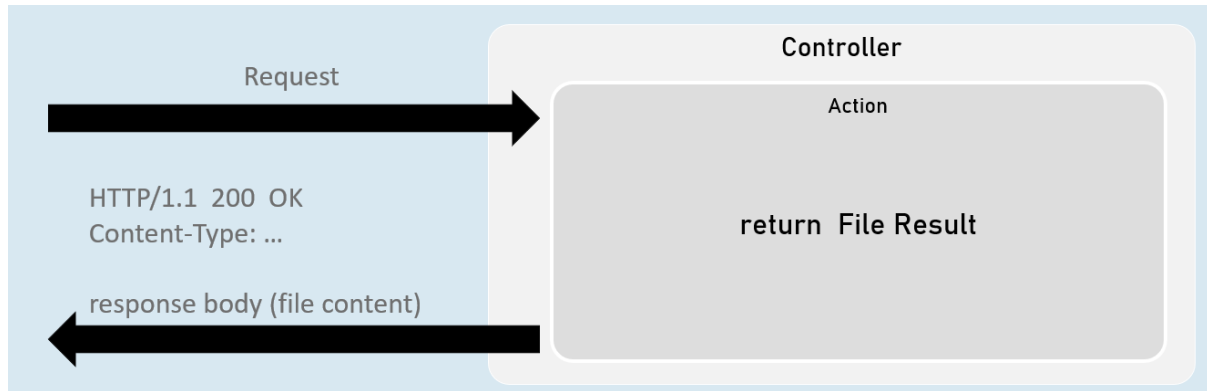 Controller
Request
Action
HTTP/1.1 200 OK
Content-Type: ...
return File Result
response body (file content)